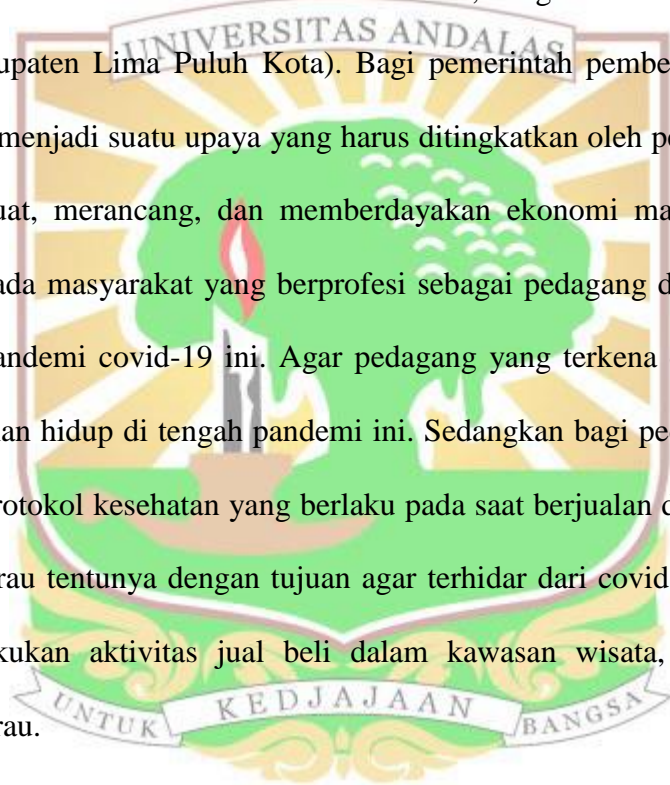 UNIVERSITAS ANDALAS
upaten Lima Puluh Kota). Bagi pemerintah pembe
menjadi suatu upaya yang harus ditingkatkan oleh pe
uat, merancang, dan memberdayakan ekonomi ma
ada masyarakat yang berprofesi sebagai pedagang d
andemi covid-19 ini. Agar pedagang yang terkena
an hidup di tengah pandemi ini. Sedangkan bagi pe
rotokol kesehatan yang berlaku pada saat berjualan d
rau tentunya dengan tujuan agar terhidar dari covid
kukan aktivitas jual beli dalam kawasan wisata,
rau.
UNTUK KEDJAJAAN BANGSA